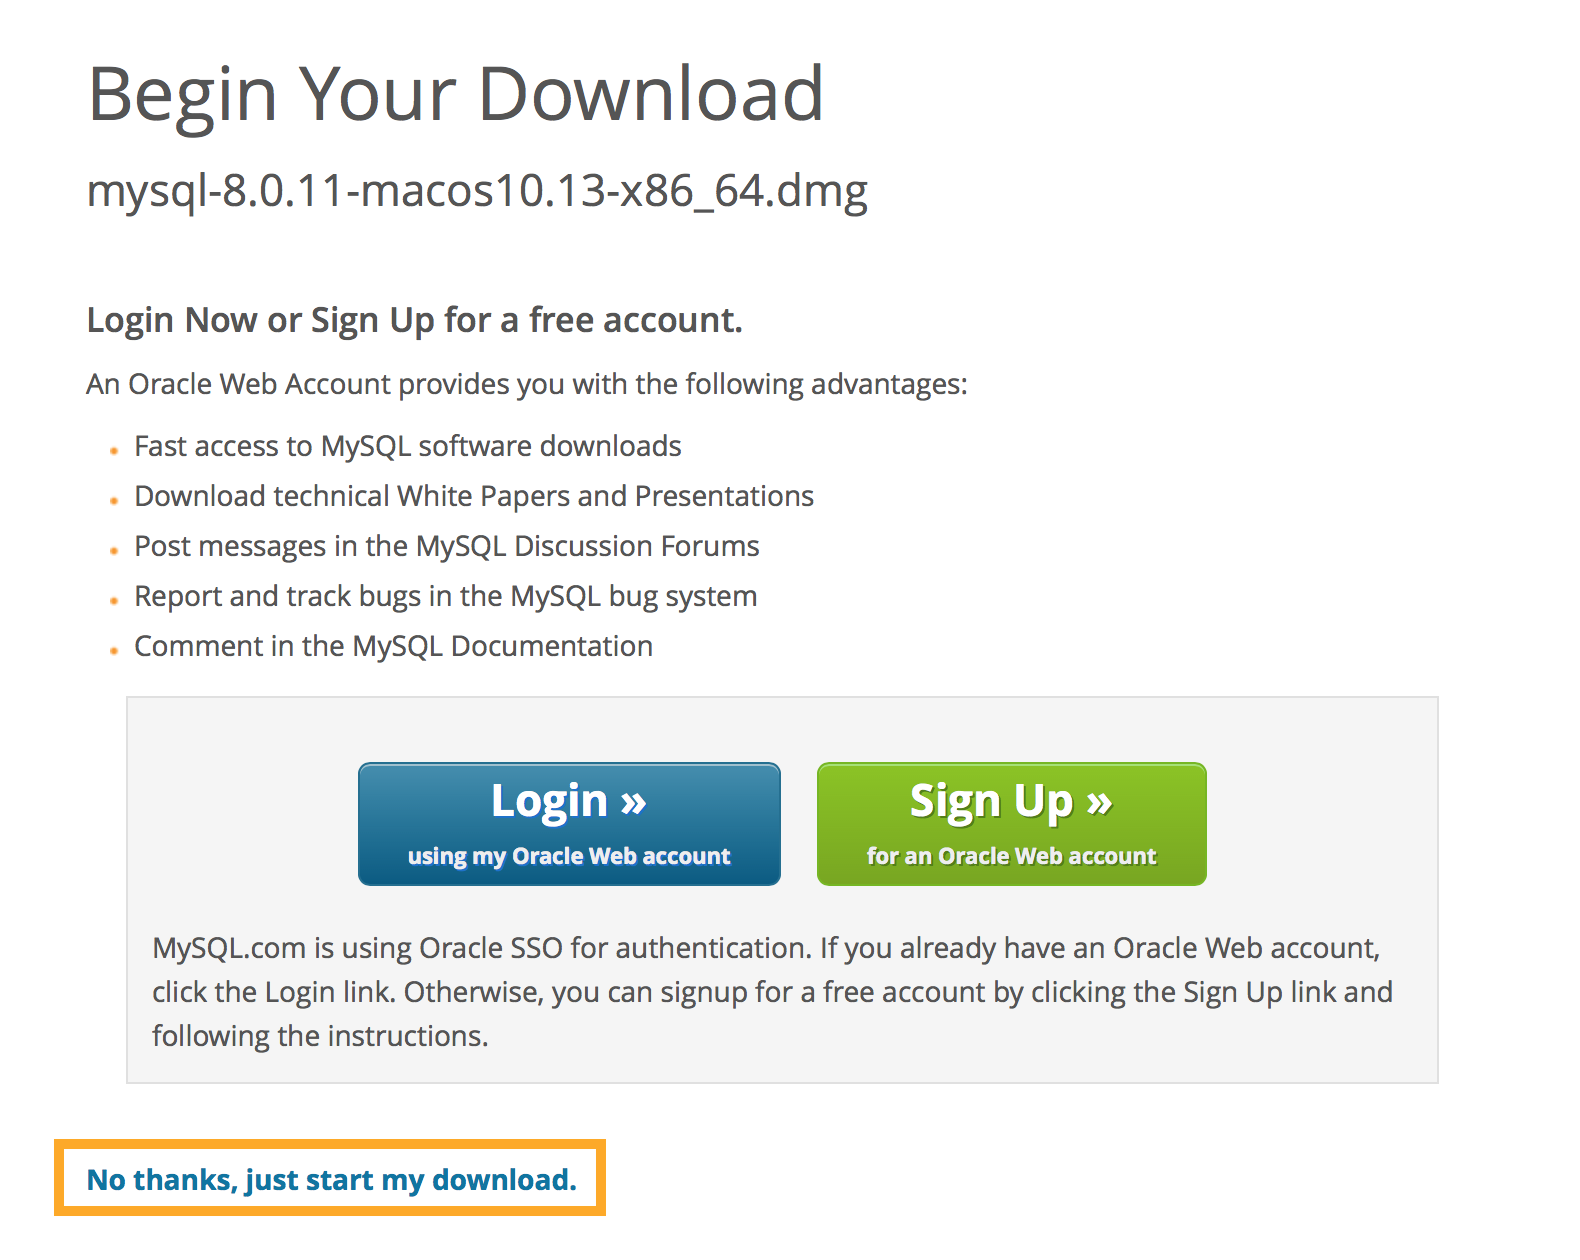 Begin Your Download
mysql-8.0.11-macos10.13-x86_64.dmg
Login Now or Sign Up for a free account.
An Oracle Web Account provides you with the following advantages:
Fast access to MySQL software downloads
Download technical White Papers and Presentations
Post messages in the MySQL Discussion Forums
Report and track bugs in the MySQL bug system
Comment in the MySQL Documentation
Login »
using my Oracle Web account
Sign Up »
for an Oracle Web account
MySQL.com is using Oracle SSO for authentication. If you already have an Oracle Web account,
click the Login link. Otherwise, you can signup for a free account by clicking the Sign Up link and
following the instructions.
No thanks, just start my download.